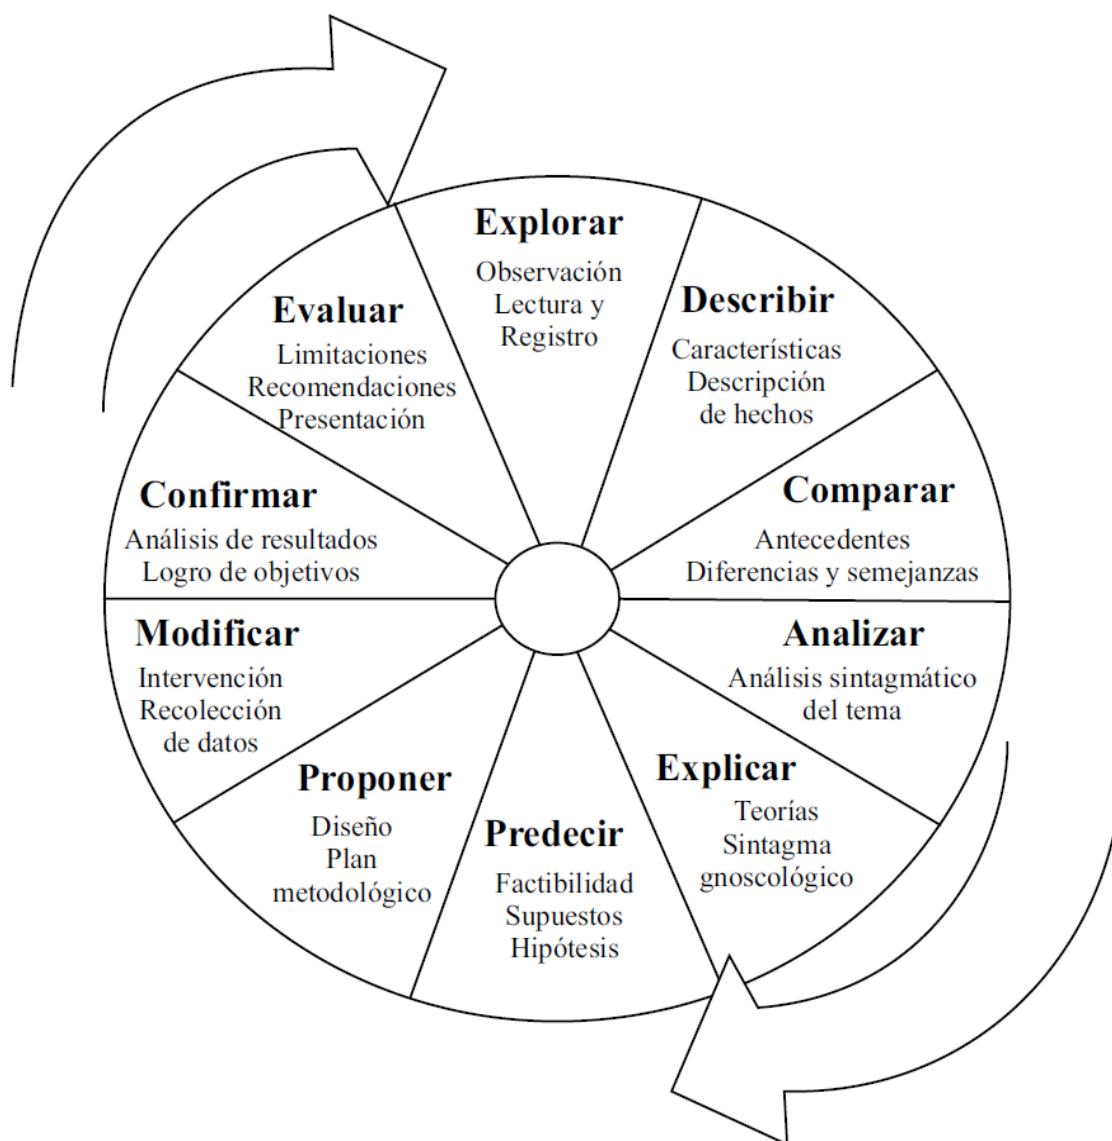 Explorar
Observación
Lectura y
Registro
Describir
Características
Descripción
de hechos
Comparar
Antecedentes
Diferencias y semejanzas
Analizar
Análisis sintagmático
del tema
Explicar
Teorías
Sintagma
gnoscológico
Predecir
Factibilidad
Supuestos
Hipótesis
Proponer
Diseño
Plan
metodológico
Modificar
Intervención
Recolección
de datos
Confirmar
Análisis de resultados
Logro de objetivos
Evaluar
Limitaciones
Recomendaciones
Presentación